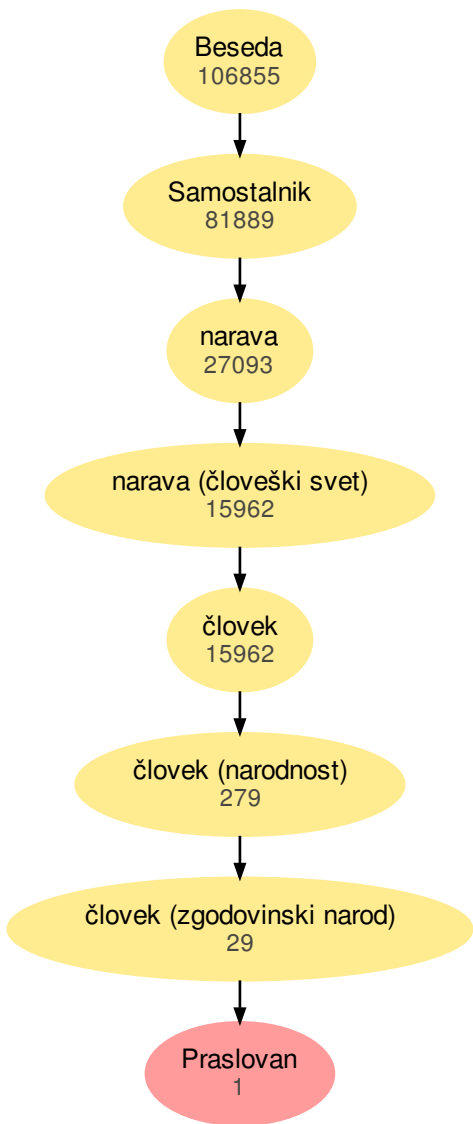 Beseda
106855
Samostalnik
81889
narava
27093
narava (človeški svet)
15962
človek
15962
človek (narodnost)
279
človek (zgodovinski narod)
29
Praslovan
1